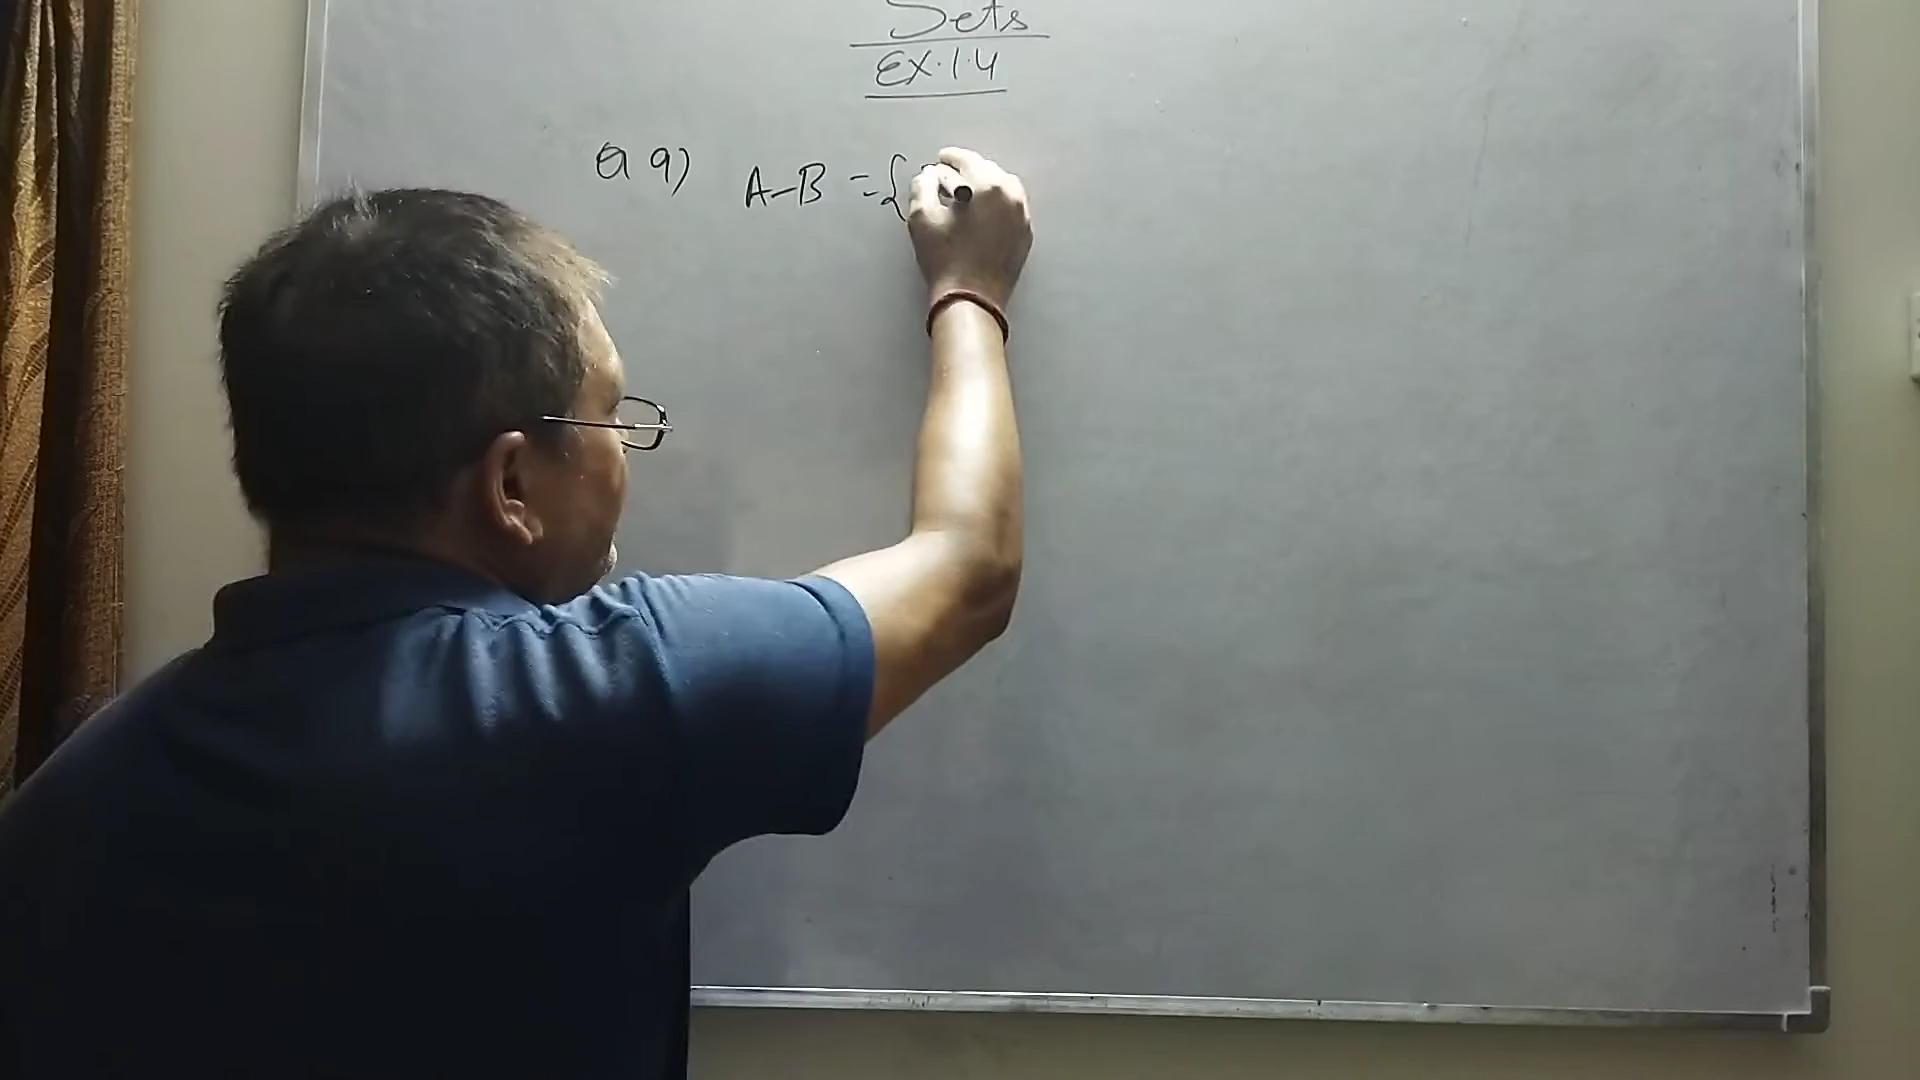 Sets
Ex. 1.4
Q 9) A-B = {